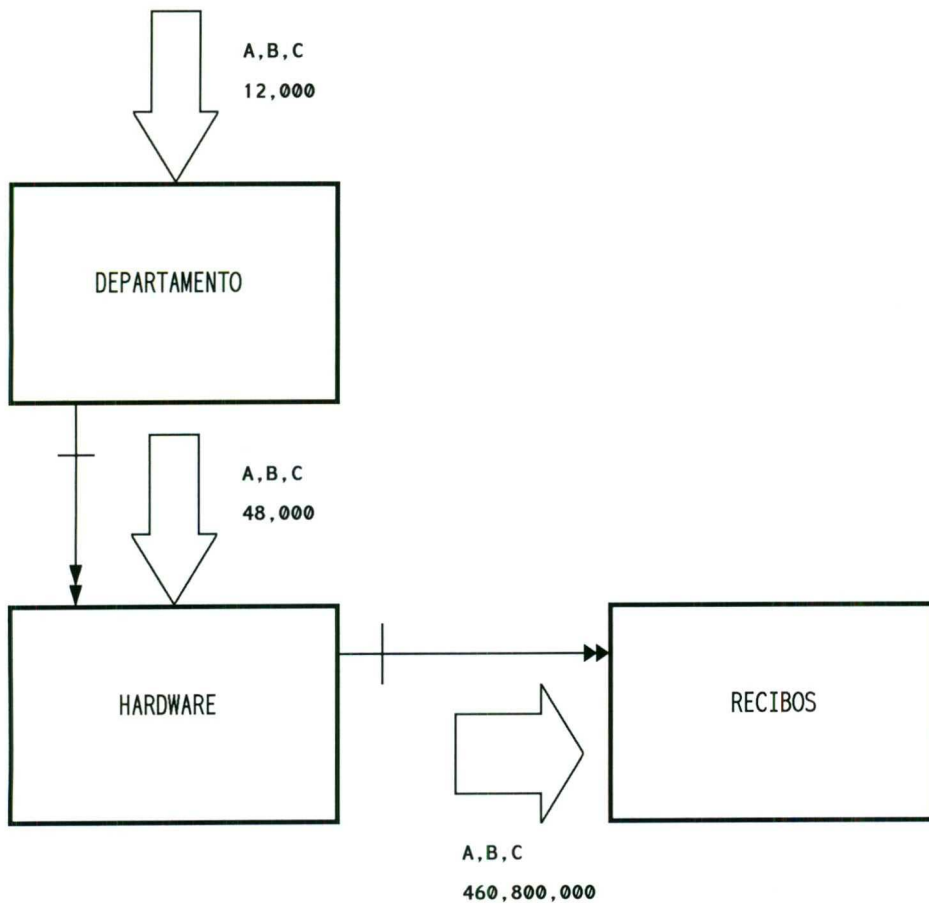 A,B,C
12,000
DEPARTAMENTO
A,B,C
48,000
HARDWARE
RECIBOS
A,B,C
460,800,000